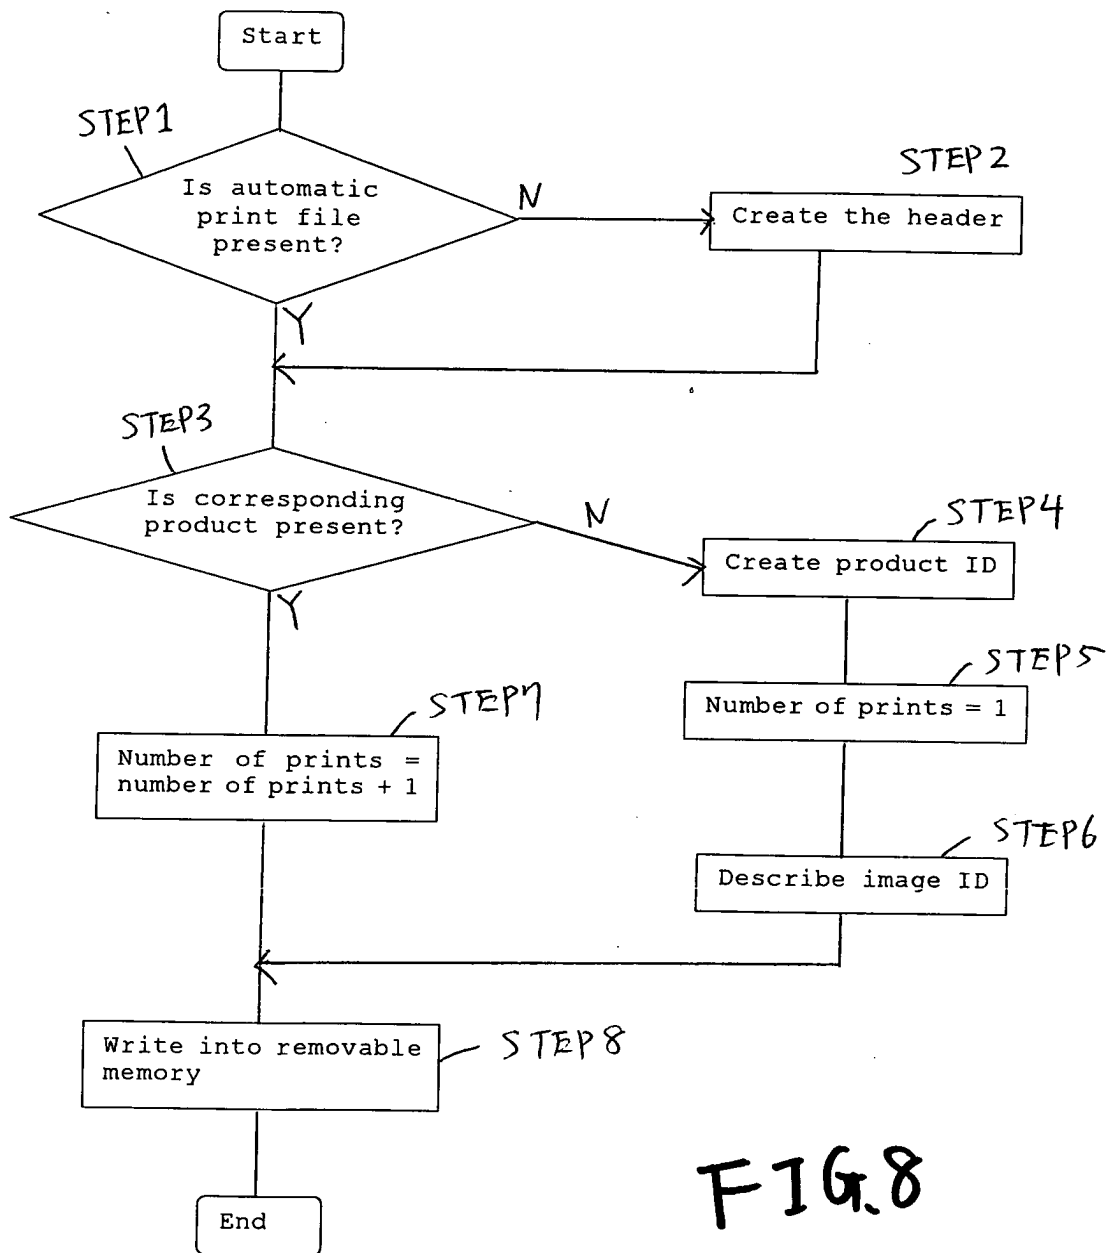 Start
STEP1
Is automatic
print file
present?
N
STEP2
Create the header
Y
STEP3
Is corresponding
product present?
N
STEP4
Create product ID
Y
STEP5
Number of prints = 1
STEP7
Number of prints =
number of prints + 1
STEP6
Describe image ID
Write into removable
memory
STEP8
End
FIG.8